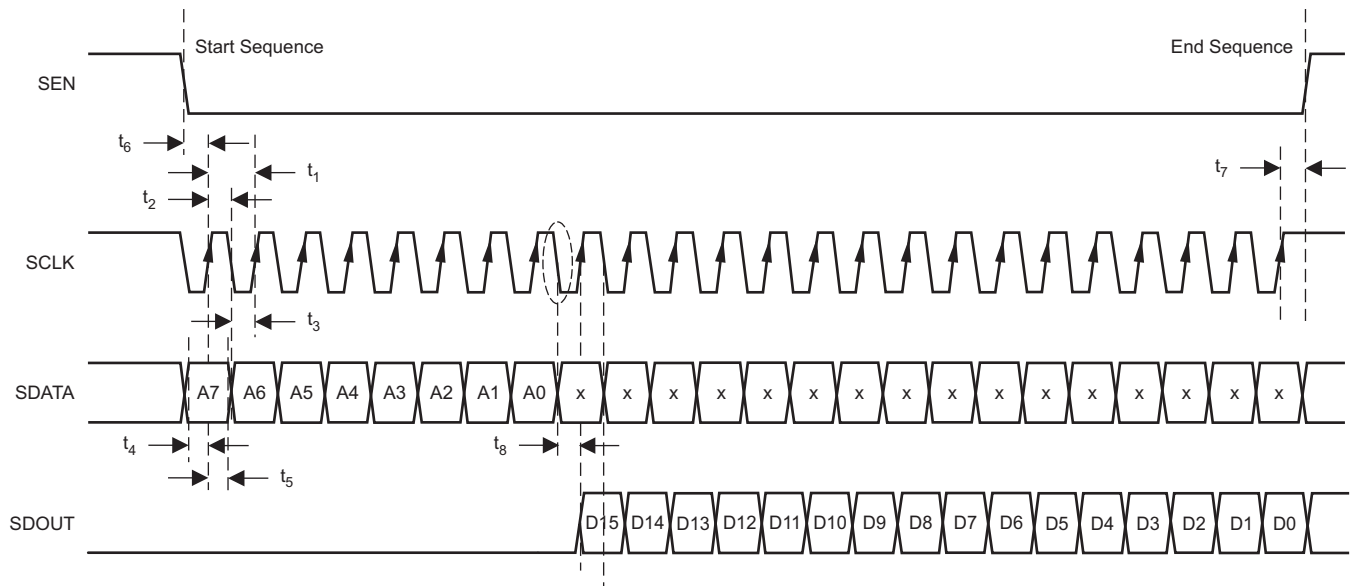 Start Sequence
End Sequence
SEN
t6
t1
t7
t2
SCLK
t3
SDATA
A7 A6 A5 A4 A3 A2 A1 A0 x x x x x x x x x x x x x x x x
t4
t8
t5
SDOUT
D15 D14 D13 D12 D11 D10 D9 D8 D7 D6 D5 D4 D3 D2 D1 D0